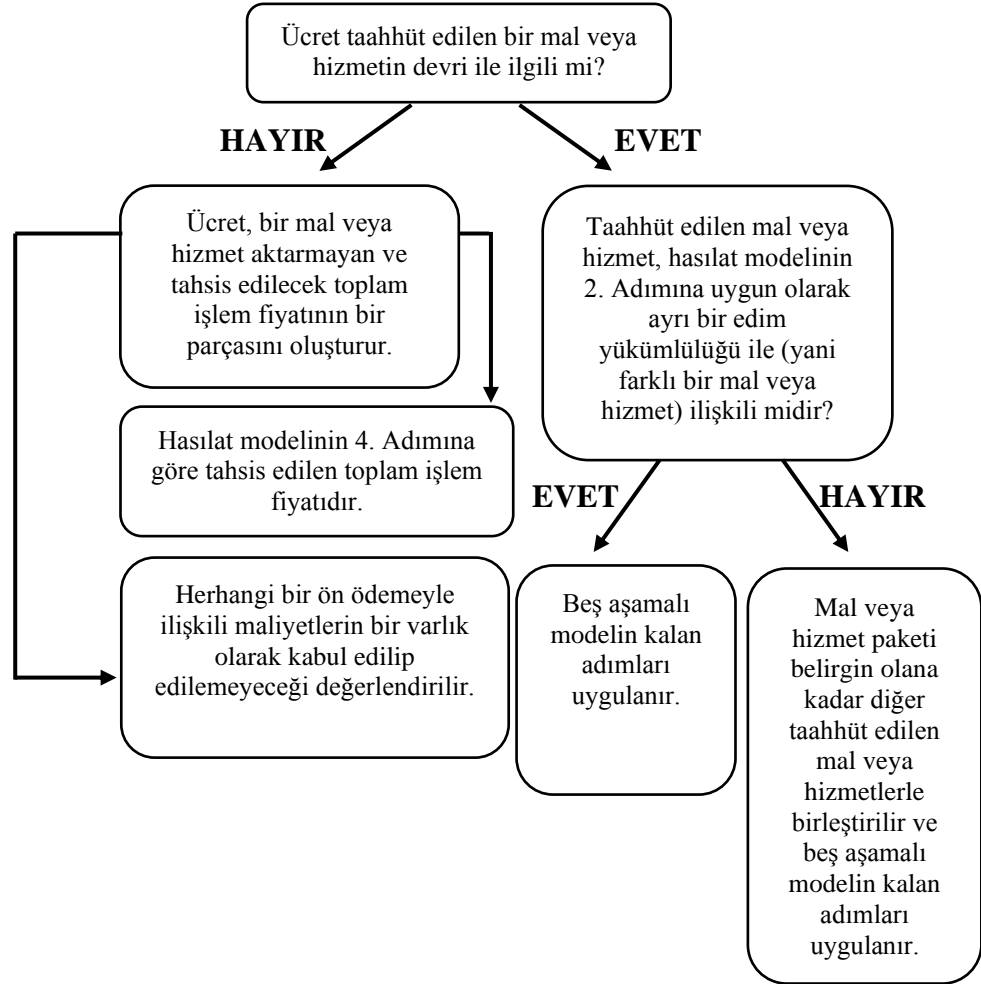 Ücret taahhüt edilen bir mal veya
hizmetin devri ile ilgili mi?
HAYIR
EVET
Ücret, bir mal veya
hizmet aktarmayan ve
tahsis edilecek toplam
işlem fiyatının bir
parçasını oluşturur.
Taahhüt edilen mal veya
hizmet, hasılat modelinin
2. Adımına uygun olarak
ayrı bir edim
yükümlülüğü ile (yani
farklı bir mal veya
hizmet) ilişkili midir?
Hasılat modelinin 4. Adımına
göre tahsis edilen toplam işlem
fiyatıdır.
EVET
HAYIR
Herhangi bir ön ödemeyle
ilişkili maliyetlerin bir varlık
olarak kabul edilip
edilemeyeceği değerlendirilir.
Beş aşamalı
modelin kalan
adımları
uygulanır.
Mal veya
hizmet paketi
belirgin olana
kadar diğer
taahhüt edilen
mal veya
hizmetlerle
birleştirilir ve
beş aşamalı
modelin kalan
adımları
uygulanır.